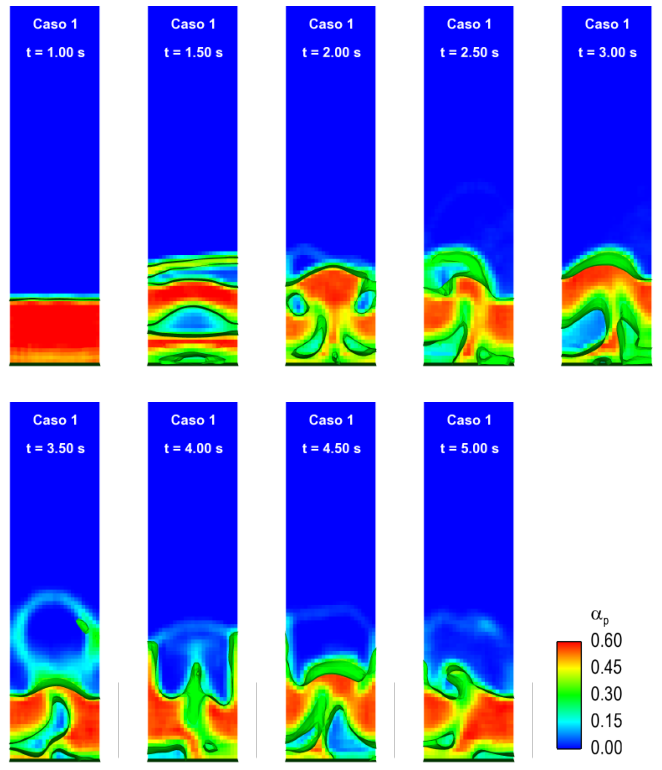 Caso 1
t = 1.00 s
Caso 1
t = 1.50 s
Caso 1
t = 2.00 s
Caso 1
t = 2.50 s
Caso 1
t = 3.00 s
Caso 1
t = 3.50 s
Caso 1
t = 4.00 s
Caso 1
t = 4.50 s
Caso 1
t = 5.00 s
αp
0.60
0.45
0.30
0.15
0.00